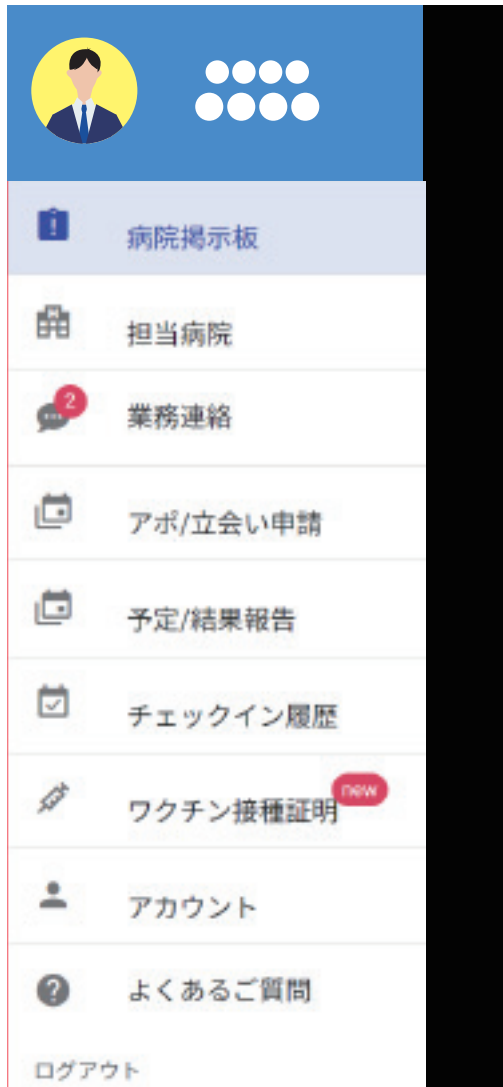 病院掲示板
担当病院
2
業務連絡
アポ/立会い申請
予定/結果報告
チェックイン履歴
new
ワクチン接種証明
アカウント
よくあるご質問
ログアウト